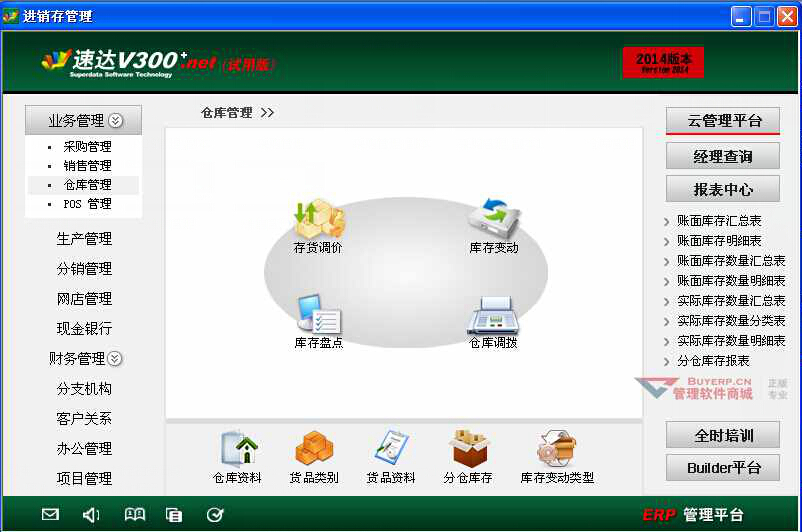 进销存管理
速达V300+.net(试用版)
Superdata Software Technology
2014版本
Version 2014
业务管理
采购管理
销售管理
仓库管理
POS 管理
生产管理
分销管理
网店管理
现金银行
财务管理
分支机构
客户关系
办公管理
项目管理
仓库管理 >>
存货调价
库存变动
库存盘点
仓库调拨
仓库资料
货品类别
货品资料
分仓库存
库存变动类型
云管理平台
经理查询
报表中心
账面库存汇总表
账面库存明细表
账面库存数量汇总表
账面库存数量明细表
实际库存数量汇总表
实际库存数量分类表
实际库存数量明细表
分仓库存报表
BUYERP.CN
管理软件商城
正版
专业
全时培训
Builder平台
ERP 管理平台